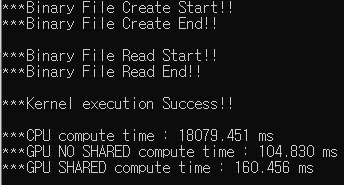 ***Binary File Create Start!!
***Binary File Create End!!
***Binary File Read Start!!
***Binary File Read End!!
***Kernel execution Success!!
***CPU compute time : 18079.451 ms
***GPU NO SHARED compute time : 104.830 ms
***GPU SHARED compute time : 160.456 ms